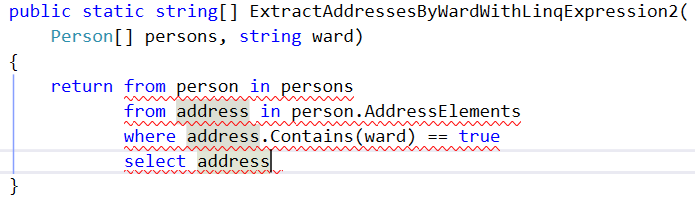 public static string[] ExtractAddressesByWardWithLinqExpression2(
    Person[] persons, string ward)
{
    return from person in persons
           from address in person.AddressElements
           where address.Contains(ward) == true
           select address
}